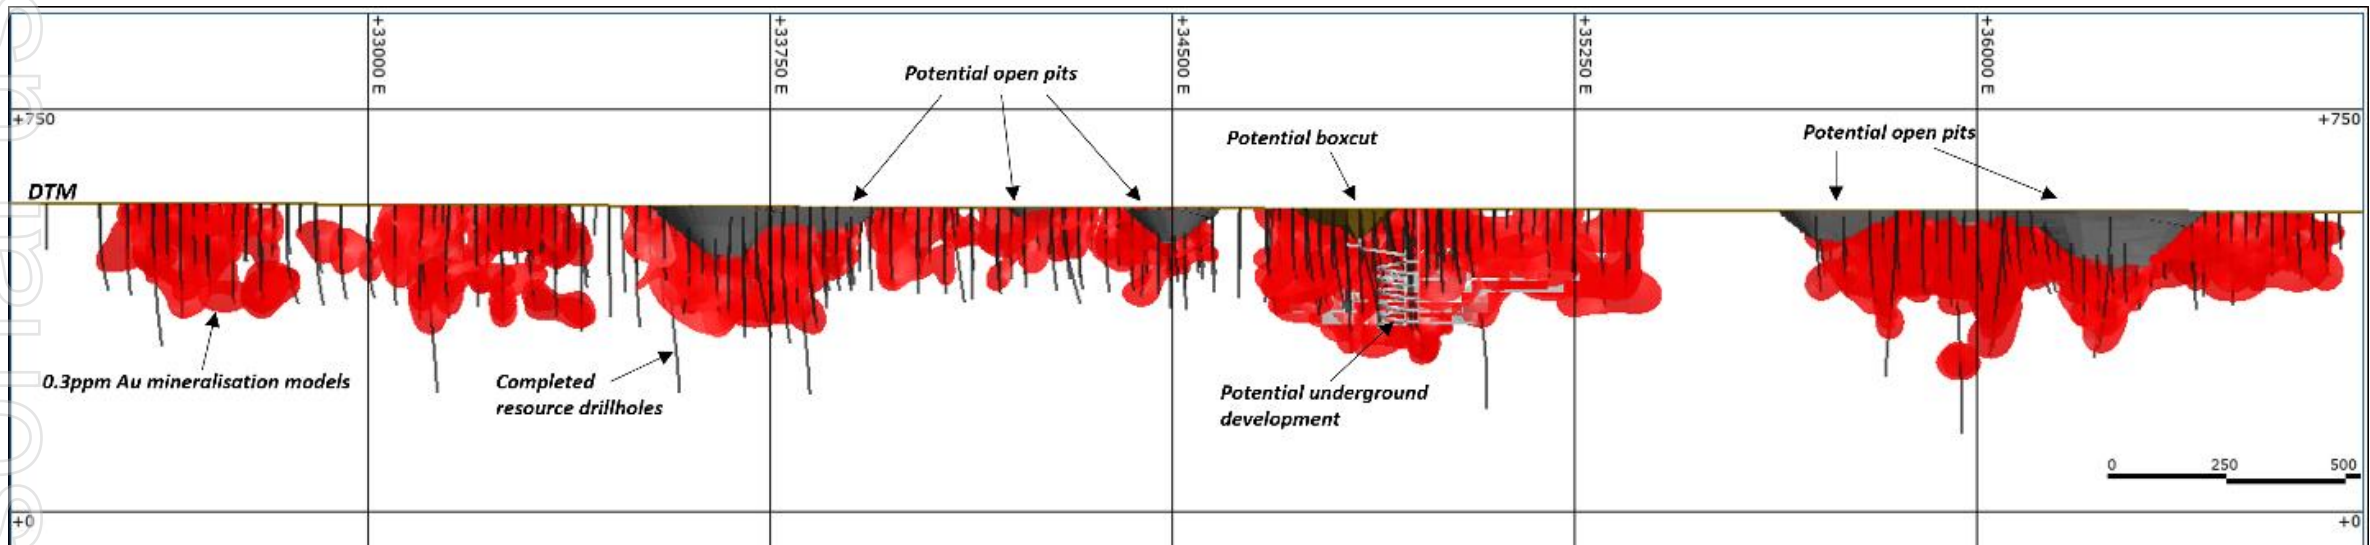 +33000 E
+33750 E
+34500 E
+35250 E
+36000 E
Potential open pits
+750
+750
Potential boxcut
Potential open pits
DTM
0.3ppm Au mineralisation models
Completed
resource drillholes
Potential underground
development
0 250 500
+0
+0